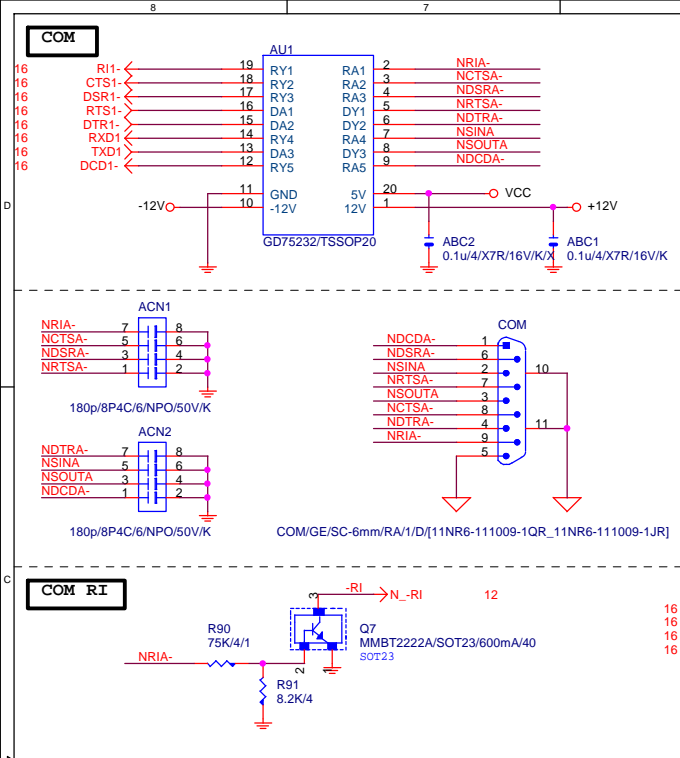 8 7
COM
AU1
16 RI1- 19 RY1 RA1 2 NRIA-
16 CTS1- 18 RY2 RA2 3 NCTSA-
16 DSR1- 17 RY3 RA3 4 NDSRA-
16 RTS1- 16 DA1 DY1 5 NRTSA-
16 DTR1- 15 DA2 DY2 6 NDTRA-
16 RXD1 14 RY4 RA4 7 NSINA
16 TXD1 13 DA3 DY3 8 NSOUTA
16 DCD1- 12 RY5 RA5 9 NDCDA-
11 GND 5V 20 VCC
D -12V 10 -12V 12V 1 +12V
GD75232/TSSOP20
ABC2
0.1u/4/X7R/16V/K/X
ABC1
0.1u/4/X7R/16V/K
ACN1
NRIA- 7 8
NCTSA- 5 6
NDSRA- 3 4
NRTSA- 1 2
180p/8P4C/6/NPO/50V/K
ACN2
NDTRA- 7 8
NSINA 5 6
NSOUTA 3 4
NDCDA- 1 2
180p/8P4C/6/NPO/50V/K
COM
NDCDA- 1
NDSRA- 6
NSINA 2 10
NRTSA- 7
NSOUTA 3
NCTSA- 8
NDTRA- 4 11
NRIA- 9
5
COM/GE/SC-6mm/RA/1/D/[11NR6-111009-1QR_11NR6-111009-1JR]
C
COM RI
-RI N_-RI 12
3
Q7
MMBT2222A/SOT23/600mA/40
SOT23
2 1
R90
75K/4/1
NRIA-
R91
8.2K/4
16
16
16
16